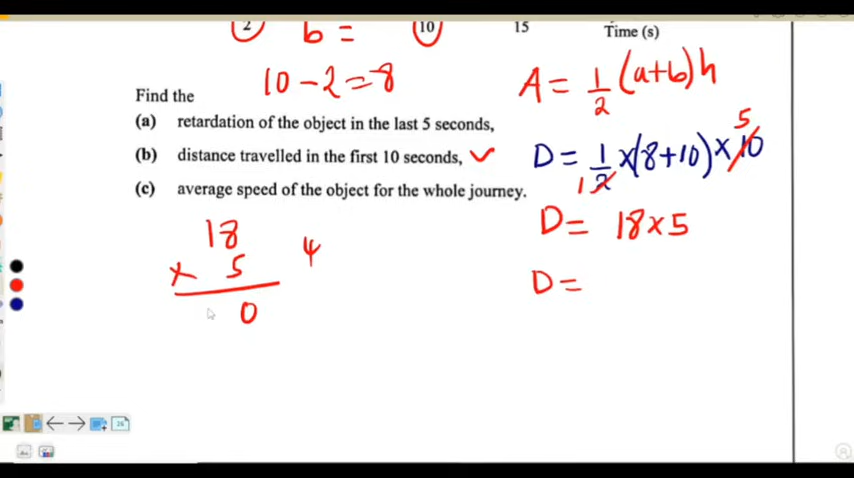 2 b = 10 15 Time (s)
10 - 2 = 8
A = 1/2 (a+b) h
Find the
(a) retardation of the object in the last 5 seconds,
5
(b) distance travelled in the first 10 seconds, ✓
D = 1/2 × (8+10) × 10
1
(c) average speed of the object for the whole journey.
18
× 5 4
0
D = 18 × 5
D =
26